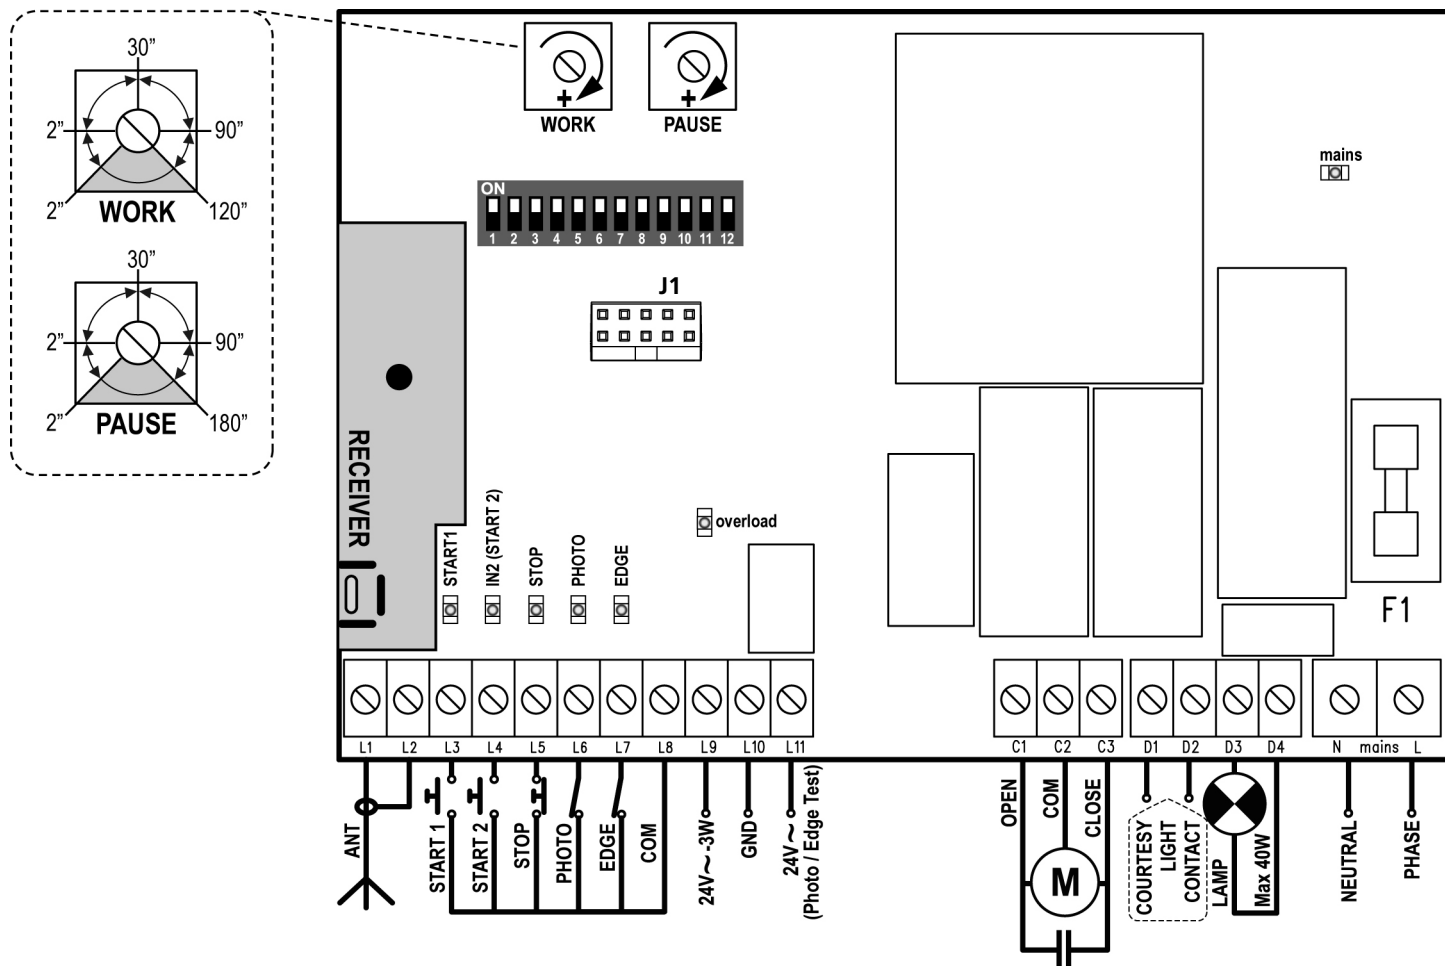 30”
2”
90”
2”
120”
WORK
30”
2”
90”
2”
180”
PAUSE
+
WORK
+
PAUSE
mains
ON
1 2 3 4 5 6 7 8 9 10 11 12
J1
RECEIVER
START1
IN2 (START 2)
STOP
PHOTO
EDGE
overload
F1
L1 L2 L3 L4 L5 L6 L7 L8 L9 L10 L11
C1 C2 C3
D1 D2 D3 D4
N mains L
ANT
START 1
START 2
STOP
PHOTO
EDGE
COM
24V~-3W
GND
24V~
(Photo / Edge Test)
OPEN
COM
CLOSE
M
COURTESY
LIGHT
CONTACT
LAMP
Max 40W
NEUTRAL
PHASE